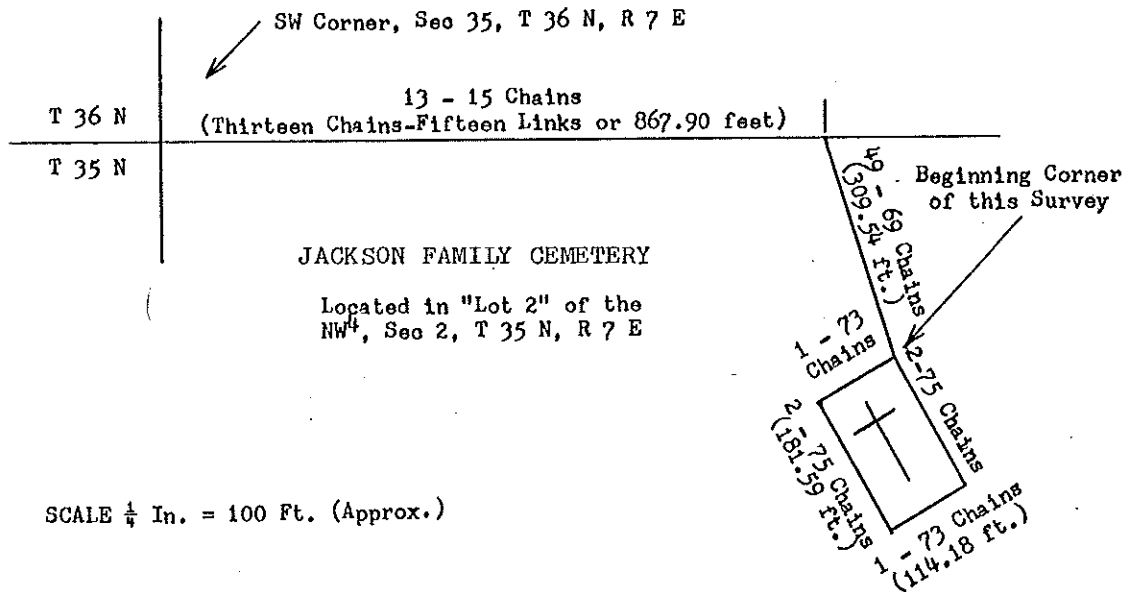 SW Corner, Sec 35, T 36 N, R 7 E
13 - 15 Chains
(Thirteen Chains-Fifteen Links or 867.90 feet)
T 36 N
T 35 N
49 - 69 Chains
(309.54 ft.)
Beginning Corner
of this Survey
JACKSON FAMILY CEMETERY
Located in "Lot 2" of the
NW⁴, Sec 2, T 35 N, R 7 E
1 - 73
Chains
2-75 Chains
2 - 75 Chains
(181.59 ft.)
1 - 73 Chains
(114.18 ft.)
SCALE ¼ In. = 100 Ft. (Approx.)